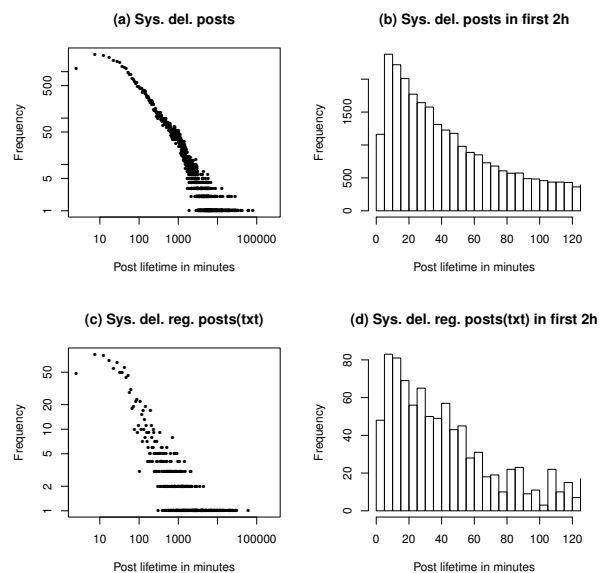 (a) Sys. del. posts
Frequency
500
50
5
1
10 100 1000 100000
Post lifetime in minutes
(b) Sys. del. posts in first 2h
Frequency
1500
500
0
0 20 40 60 80 100 120
Post lifetime in minutes
(c) Sys. del. reg. posts(txt)
Frequency
50
20
10
5
2
1
10 100 1000 100000
Post lifetime in minutes
(d) Sys. del. reg. posts(txt) in first 2h
Frequency
80
60
40
20
0
0 20 40 60 80 100 120
Post lifetime in minutes